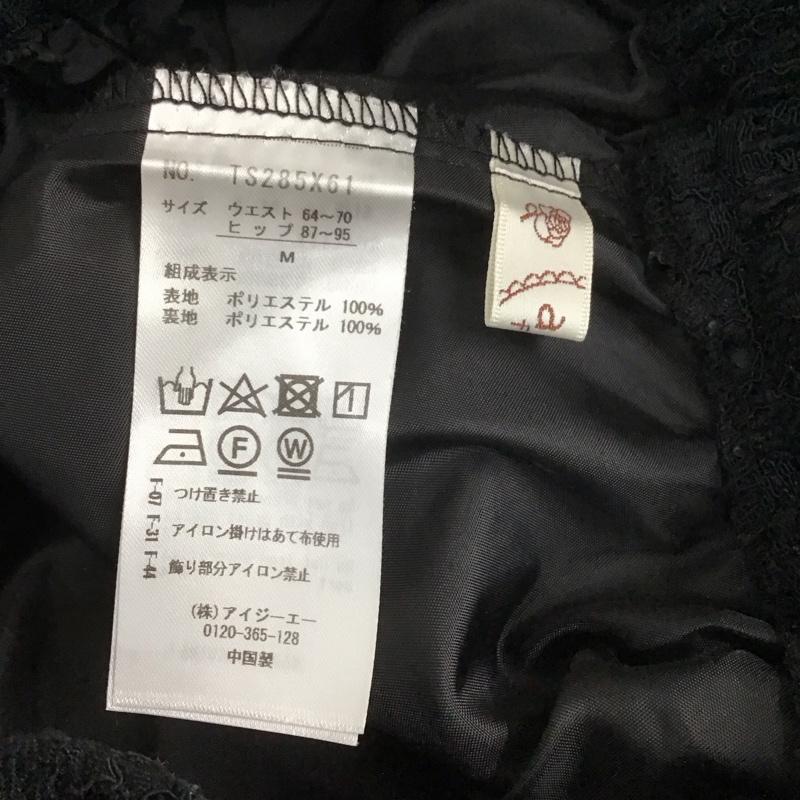 NO. TS285X61
サイズ ウエスト 64～70
ヒップ 87～95
M
組成表示
表地 ポリエステル 100%
裏地 ポリエステル 100%
F
W
F-07 つけ置き禁止
F-31 アイロン掛けはあて布使用
F-44 飾り部分アイロン禁止
(株)アイジーエー
0120-365-128
中国製